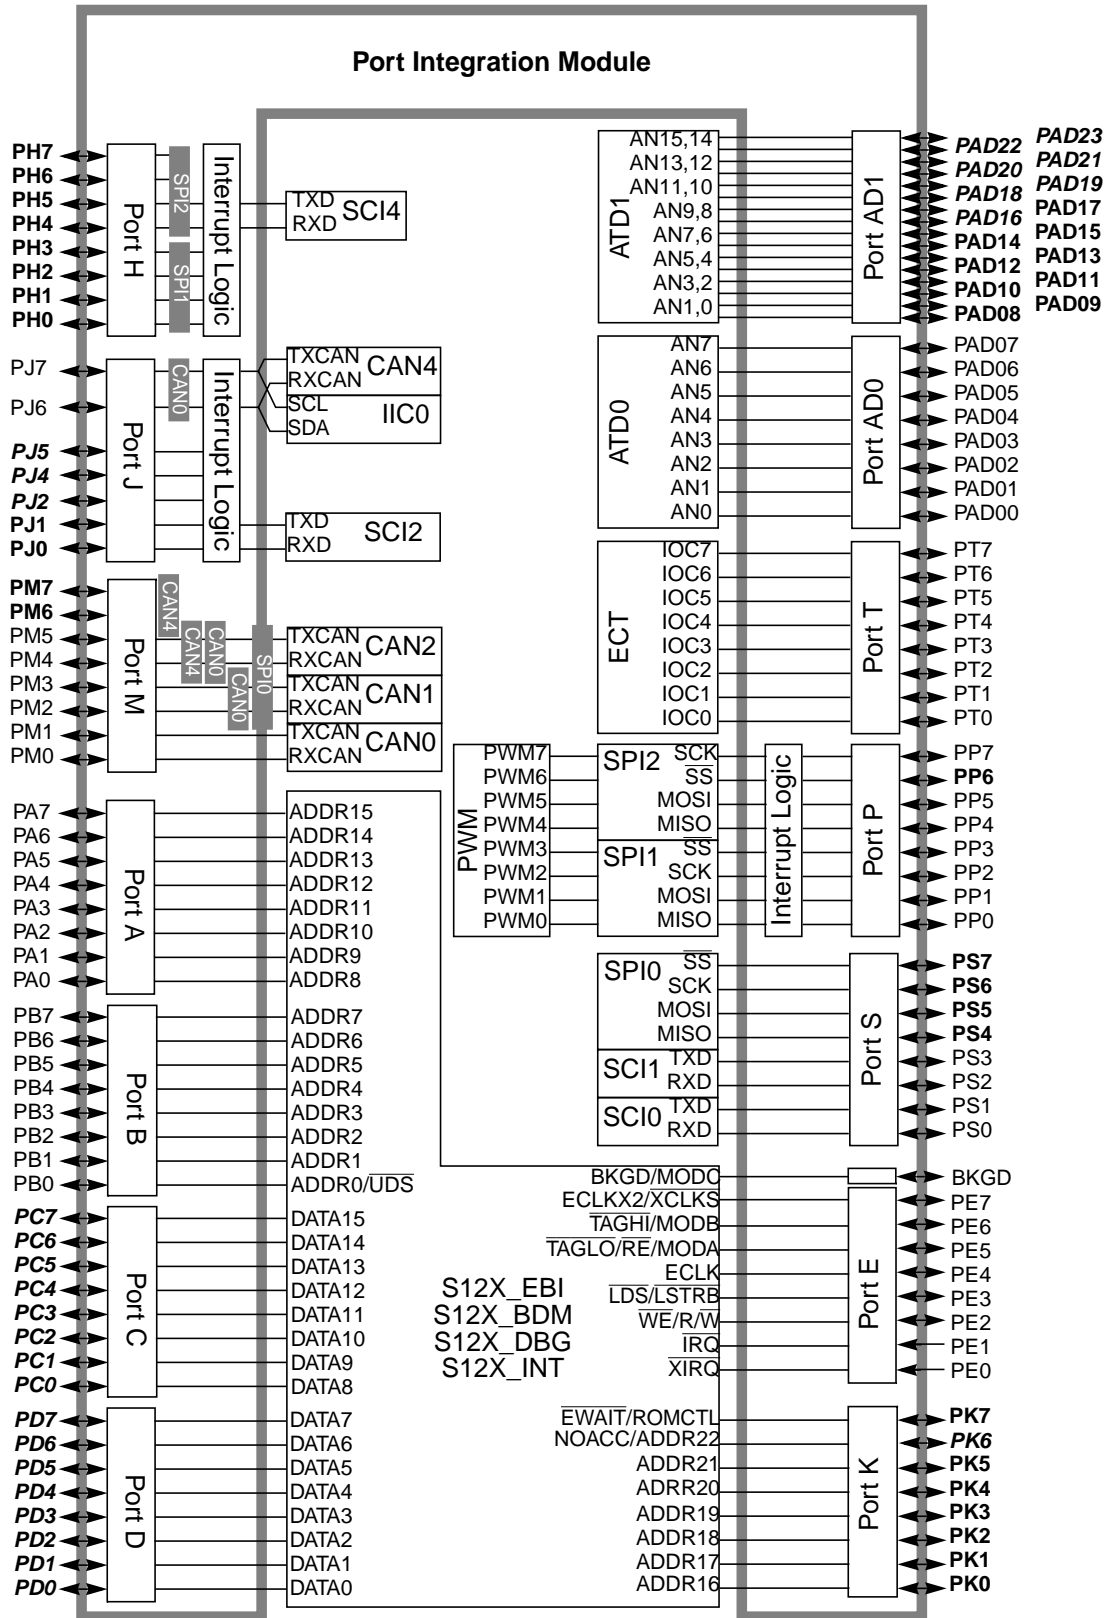 Port Integration Module
PH7
PH6
PH5
PH4
PH3
PH2
PH1
PH0
Port H
SPI2
SPI1
Interrupt Logic
TXD
RXD
SCI4
PJ7
PJ6
PJ5
PJ4
PJ2
PJ1
PJ0
Port J
CAN0
Interrupt Logic
TXCAN
RXCAN
CAN4
SCL
SDA
IIC0
TXD
RXD
SCI2
PM7
PM6
PM5
PM4
PM3
PM2
PM1
PM0
Port M
CAN4
CAN4
CAN0
CAN0
SPI0
TXCAN
RXCAN
CAN2
TXCAN
RXCAN
CAN1
TXCAN
RXCAN
CAN0
PA7
PA6
PA5
PA4
PA3
PA2
PA1
PA0
Port A
ADDR15
ADDR14
ADDR13
ADDR12
ADDR11
ADDR10
ADDR9
ADDR8
PB7
PB6
PB5
PB4
PB3
PB2
PB1
PB0
Port B
ADDR7
ADDR6
ADDR5
ADDR4
ADDR3
ADDR2
ADDR1
ADDR0/UDS
PC7
PC6
PC5
PC4
PC3
PC2
PC1
PC0
Port C
DATA15
DATA14
DATA13
DATA12
DATA11
DATA10
DATA9
DATA8
PD7
PD6
PD5
PD4
PD3
PD2
PD1
PD0
Port D
DATA7
DATA6
DATA5
DATA4
DATA3
DATA2
DATA1
DATA0
S12X_EBI
S12X_BDM
S12X_DBG
S12X_INT
ATD1
AN15,14
AN13,12
AN11,10
AN9,8
AN7,6
AN5,4
AN3,2
AN1,0
Port AD1
PAD23
PAD22
PAD21
PAD20
PAD19
PAD18
PAD17
PAD16
PAD15
PAD14
PAD13
PAD12
PAD11
PAD10
PAD09
PAD08
ATD0
AN7
AN6
AN5
AN4
AN3
AN2
AN1
AN0
Port AD0
PAD07
PAD06
PAD05
PAD04
PAD03
PAD02
PAD01
PAD00
ECT
IOC7
IOC6
IOC5
IOC4
IOC3
IOC2
IOC1
IOC0
Port T
PT7
PT6
PT5
PT4
PT3
PT2
PT1
PT0
PWM
PWM7
PWM6
PWM5
PWM4
PWM3
PWM2
PWM1
PWM0
SPI2
SCK
SS
MOSI
MISO
SPI1
SS
SCK
MOSI
MISO
Interrupt Logic
Port P
PP7
PP6
PP5
PP4
PP3
PP2
PP1
PP0
SPI0
SS
SCK
MOSI
MISO
SCI1
TXD
RXD
SCI0
TXD
RXD
Port S
PS7
PS6
PS5
PS4
PS3
PS2
PS1
PS0
BKGD/MODC
BKGD
ECLKX2/XCLKS
TAGHI/MODB
TAGLO/RE/MODA
ECLK
LDS/LSTRB
WE/R/W
IRQ
XIRQ
Port E
PE7
PE6
PE5
PE4
PE3
PE2
PE1
PE0
EWAIT/ROMCTL
NOACC/ADDR22
ADDR21
ADRR20
ADDR19
ADDR18
ADDR17
ADDR16
Port K
PK7
PK6
PK5
PK4
PK3
PK2
PK1
PK0